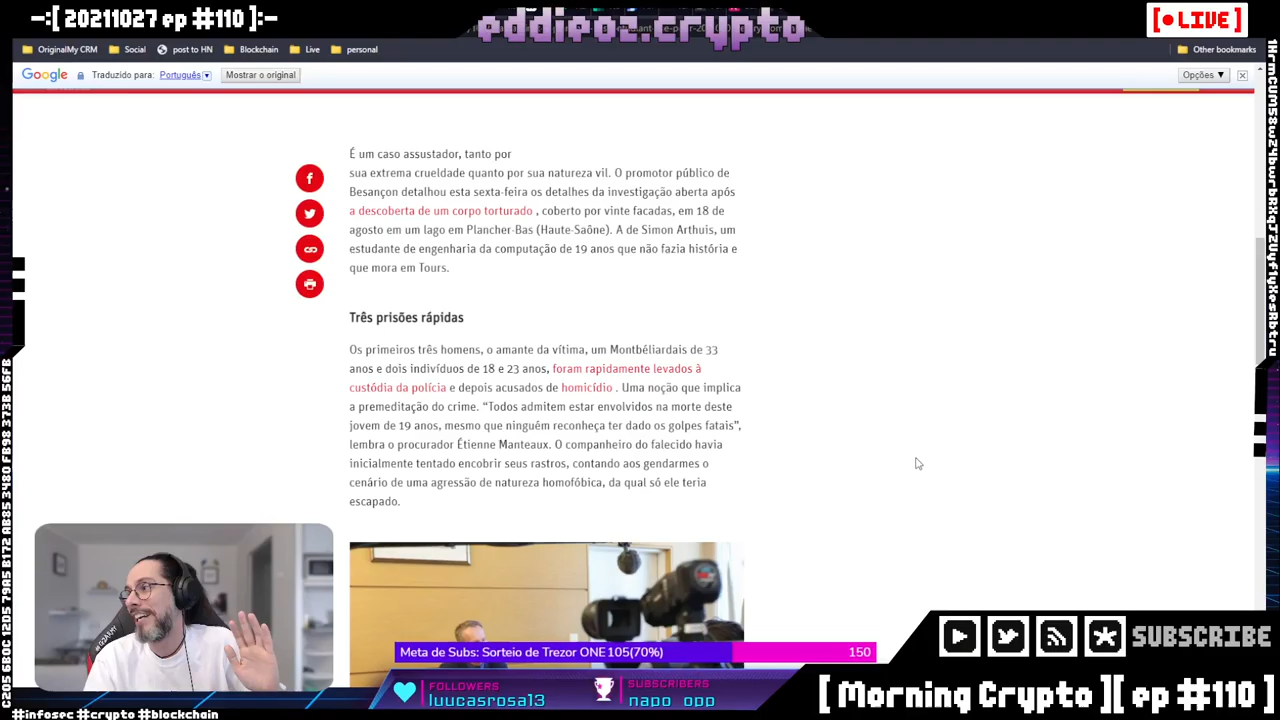 -:[ 20211027 ep #110 ]:-
eddieoz.crypto
[ LIVE ]
OriginalMy CRM
Social
post to HN
Blockchain
Live
personal
Other bookmarks
Google
Traduzido para: Português
Mostrar o original
Opções ▼
É um caso assustador, tanto por
sua extrema crueldade quanto por sua natureza vil. O promotor público de
Besançon detalhou esta sexta-feira os detalhes da investigação aberta após
a descoberta de um corpo torturado , coberto por vinte facadas, em 18 de
agosto em um lago em Plancher-Bas (Haute-Saône). A de Simon Arthuis, um
estudante de engenharia da computação de 19 anos que não fazia história e
que mora em Tours.
Três prisões rápidas
Os primeiros três homens, o amante da vítima, um Montbéliardais de 33
anos e dois indivíduos de 18 e 23 anos, foram rapidamente levados à
custódia da polícia e depois acusados de homicídio . Uma noção que implica
a premeditação do crime. “Todos admitem estar envolvidos na morte deste
jovem de 19 anos, mesmo que ninguém reconheça ter dado os golpes fatais”,
lembra o procurador Étienne Manteaux. O companheiro do falecido havia
inicialmente tentado encobrir seus rastros, contando aos gendarmes o
cenário de uma agressão de natureza homofóbica, da qual só ele teria
escapado.
Meta de Subs: Sorteio de Trezor ONE 105(70%)
150
FOLLOWERS
luucasrosa13
SUBSCRIBERS
napo_opp
SUBSCRIBE
[ Morning Crypto ][ ep #110 ]
#infosec #crypto #blockchain